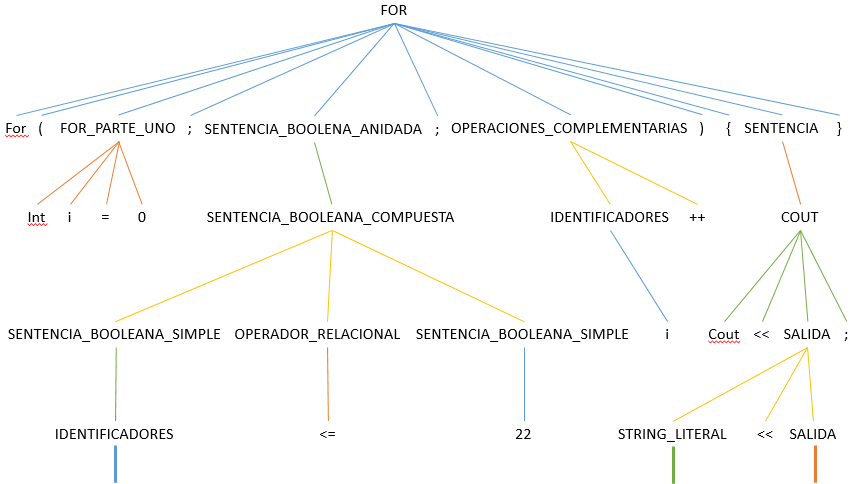 FOR
For ( FOR_PARTE_UNO ; SENTENCIA_BOOLENA_ANIDADA ; OPERACIONES_COMPLEMENTARIAS ) { SENTENCIA }
Int i = 0 SENTENCIA_BOOLEANA_COMPUESTA IDENTIFICADORES ++ COUT
SENTENCIA_BOOLEANA_SIMPLE OPERADOR_RELACIONAL SENTENCIA_BOOLEANA_SIMPLE i Cout << SALIDA ;
IDENTIFICADORES <= 22 STRING_LITERAL << SALIDA